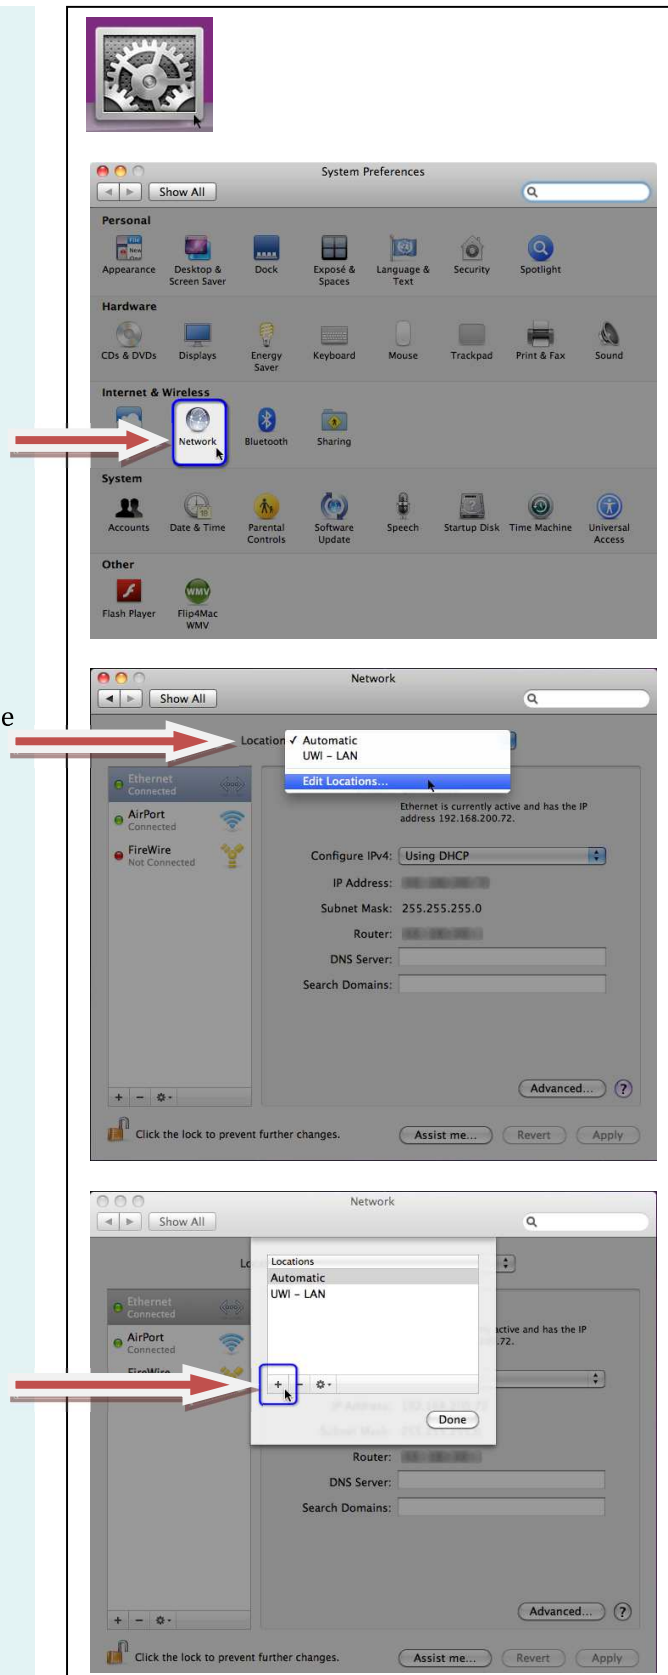 System Preferences
Show All
Personal
Appearance
Desktop &
Screen Saver
Dock
Exposé &
Spaces
Language &
Text
Security
Spotlight
Hardware
CDs & DVDs
Displays
Energy
Saver
Keyboard
Mouse
Trackpad
Print & Fax
Sound
Internet & Wireless
Network
Bluetooth
Sharing
System
Accounts
Date & Time
Parental
Controls
Software
Update
Speech
Startup Disk
Time Machine
Universal
Access
Other
Flash Player
Flip4Mac
WMV
Network
Show All
e
Location
✓ Automatic
UWI - LAN
Edit Locations...
Ethernet
Connected
Ethernet is currently active and has the IP
address 192.168.200.72.
AirPort
Connected
FireWire
Not Connected
Configure IPv4: Using DHCP
IP Address:
Subnet Mask: 255.255.255.0
Router:
DNS Server:
Search Domains:
Advanced... ?
+ -
Click the lock to prevent further changes.
Assist me... Revert Apply
Network
Show All
Locations
Automatic
UWI - LAN
Ethernet
Connected
active and has the IP
.72.
AirPort
Connected
FireWire
+ -
Done
Router:
DNS Server:
Search Domains:
Advanced... ?
+ -
Click the lock to prevent further changes.
Assist me... Revert Apply